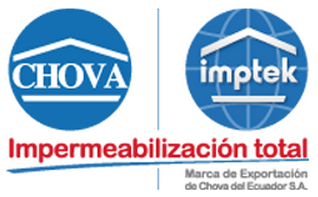 CHOVA
imptek
Impermeabilización total
Marca de Exportación
de Chova del Ecuador S.A.